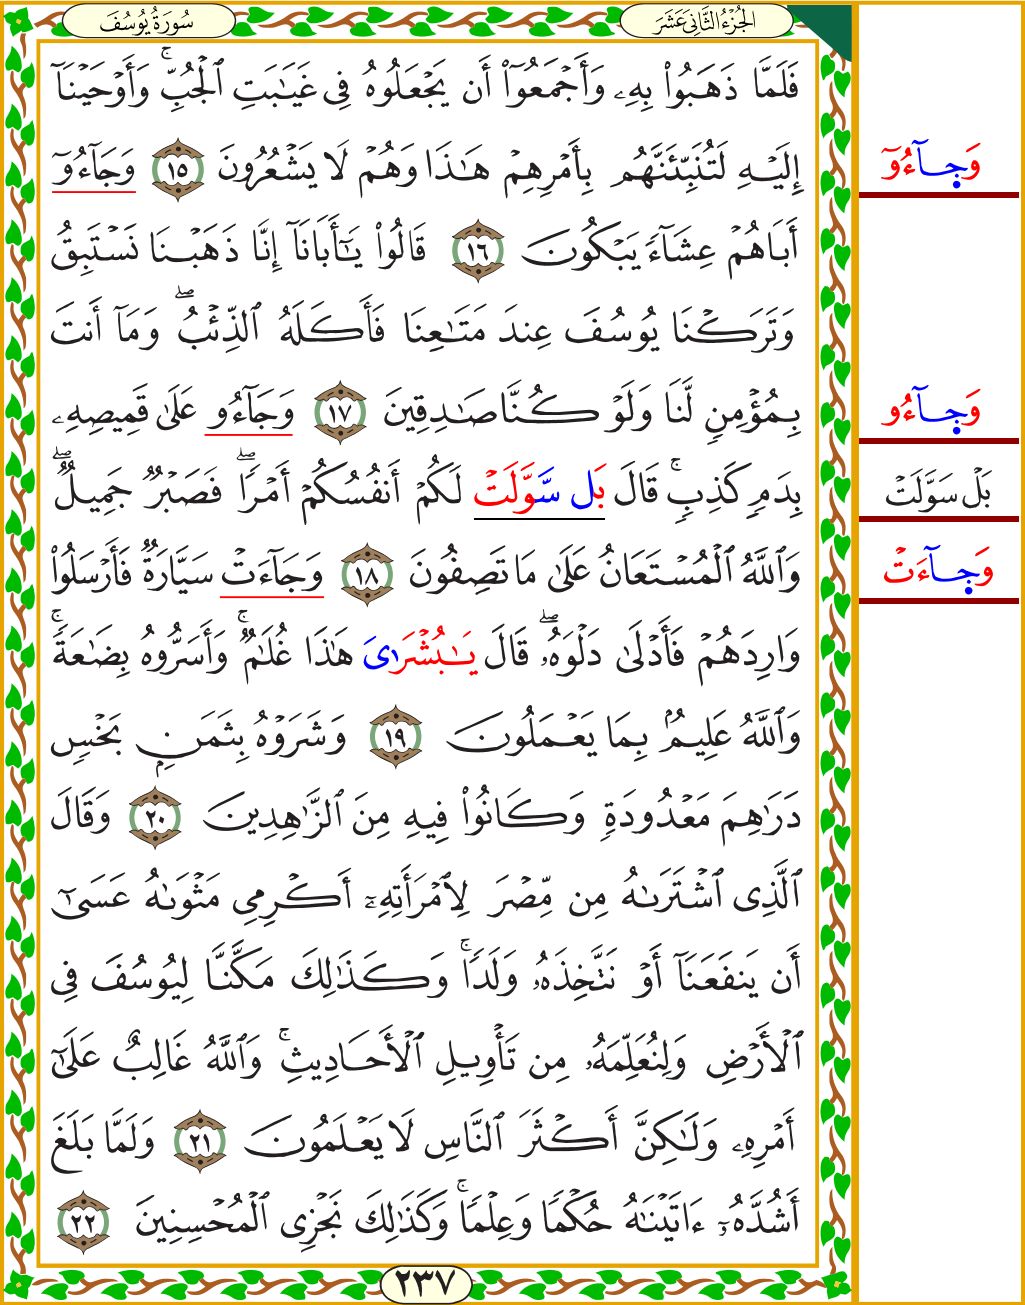 سُورَةُ يُوسُفَ
الجُزْءُ الثَّانِيَ عَشَرَ
فَلَمَّا ذَهَبُوا۟ بِهِۦ وَأَجْمَعُوٓا۟ أَن يَجْعَلُوهُ فِى غَيَٰبَتِ ٱلْجُبِّ ۚ وَأَوْحَيْنَآ
إِلَيْهِ لَتُنَبِّئَنَّهُم بِأَمْرِهِمْ هَٰذَا وَهُمْ لَا يَشْعُرُونَ ١٥ وَجَآءُوٓ
أَبَاهُمْ عِشَآءً يَبْكُونَ ١٦ قَالُوا۟ يَٰٓأَبَانَآ إِنَّا ذَهَبْنَا نَسْتَبِقُ
وَتَرَكْنَا يُوسُفَ عِندَ مَتَٰعِنَا فَأَكَلَهُ ٱلذِّئْبُ ۖ وَمَآ أَنتَ
بِمُؤْمِنٍ لَّنَا وَلَوْ كُنَّا صَٰدِقِينَ ١٧ وَجَآءُو عَلَىٰ قَمِيصِهِۦ
بِدَمٍ كَذِبٍ ۚ قَالَ بَل سَّوَّلَتْ لَكُمْ أَنفُسُكُمْ أَمْرًا ۖ فَصَبْرٌ جَمِيلٌ ۖ
وَٱللَّهُ ٱلْمُسْتَعَانُ عَلَىٰ مَا تَصِفُونَ ١٨ وَجَآءَتْ سَيَّارَةٌ فَأَرْسَلُوا۟
وَارِدَهُمْ فَأَدْلَىٰ دَلْوَهُۥ ۖ قَالَ يَٰبُشْرَاىَ هَٰذَا غُلَٰمٌ ۚ وَأَسَرُّوهُ بِضَٰعَةً ۚ
وَٱللَّهُ عَلِيمٌۢ بِمَا يَعْمَلُونَ ١٩ وَشَرَوْهُ بِثَمَنٍۭ بَخْسٍ
دَرَٰهِمَ مَعْدُودَةٍ وَكَانُوا۟ فِيهِ مِنَ ٱلزَّٰهِدِينَ ٢٠ وَقَالَ
ٱلَّذِى ٱشْتَرَىٰهُ مِن مِّصْرَ لِٱمْرَأَتِهِۦٓ أَكْرِمِى مَثْوَىٰهُ عَسَىٰٓ
أَن يَنفَعَنَآ أَوْ نَتَّخِذَهُۥ وَلَدًا ۚ وَكَذَٰلِكَ مَكَّنَّا لِيُوسُفَ فِى
ٱلْأَرْضِ وَلِنُعَلِّمَهُۥ مِن تَأْوِيلِ ٱلْأَحَادِيثِ ۚ وَٱللَّهُ غَالِبٌ عَلَىٰٓ
أَمْرِهِۦ وَلَٰكِنَّ أَكْثَرَ ٱلنَّاسِ لَا يَعْلَمُونَ ٢١ وَلَمَّا بَلَغَ
أَشُدَّهُۥٓ ءَاتَيْنَٰهُ حُكْمًا وَعِلْمًا ۚ وَكَذَٰلِكَ نَجْزِى ٱلْمُحْسِنِينَ ٢٢
٢٣٧
وَجِآءُوٓ
وَجِآءُو
بَلْ سَوَّلَتْ
وَجِآءَتْ